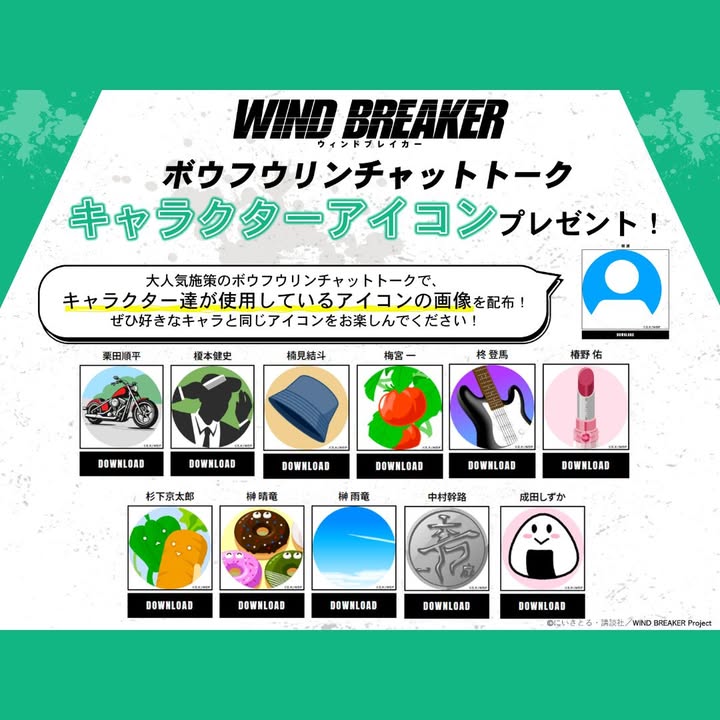 WIND BREAKER
ウィンドブレイカー
ボウフウリンチャットトーク
キャラクターアイコンプレゼント！
大人気施策のボウフウリンチャットトークで、
キャラクター達が使用しているアイコンの画像を配布！
ぜひ好きなキャラと同じアイコンをお楽しみください！
DOWNLOAD
栗田順平 榎本健史 楠見結斗 梅宮 一 柊 登馬 椿野 佑
DOWNLOAD DOWNLOAD DOWNLOAD DOWNLOAD DOWNLOAD DOWNLOAD
杉下京太郎 榊 晴竜 榊 雨竜 中村幹路 成田しずか
DOWNLOAD DOWNLOAD DOWNLOAD DOWNLOAD DOWNLOAD
©にいさとる・講談社／WIND BREAKER Project